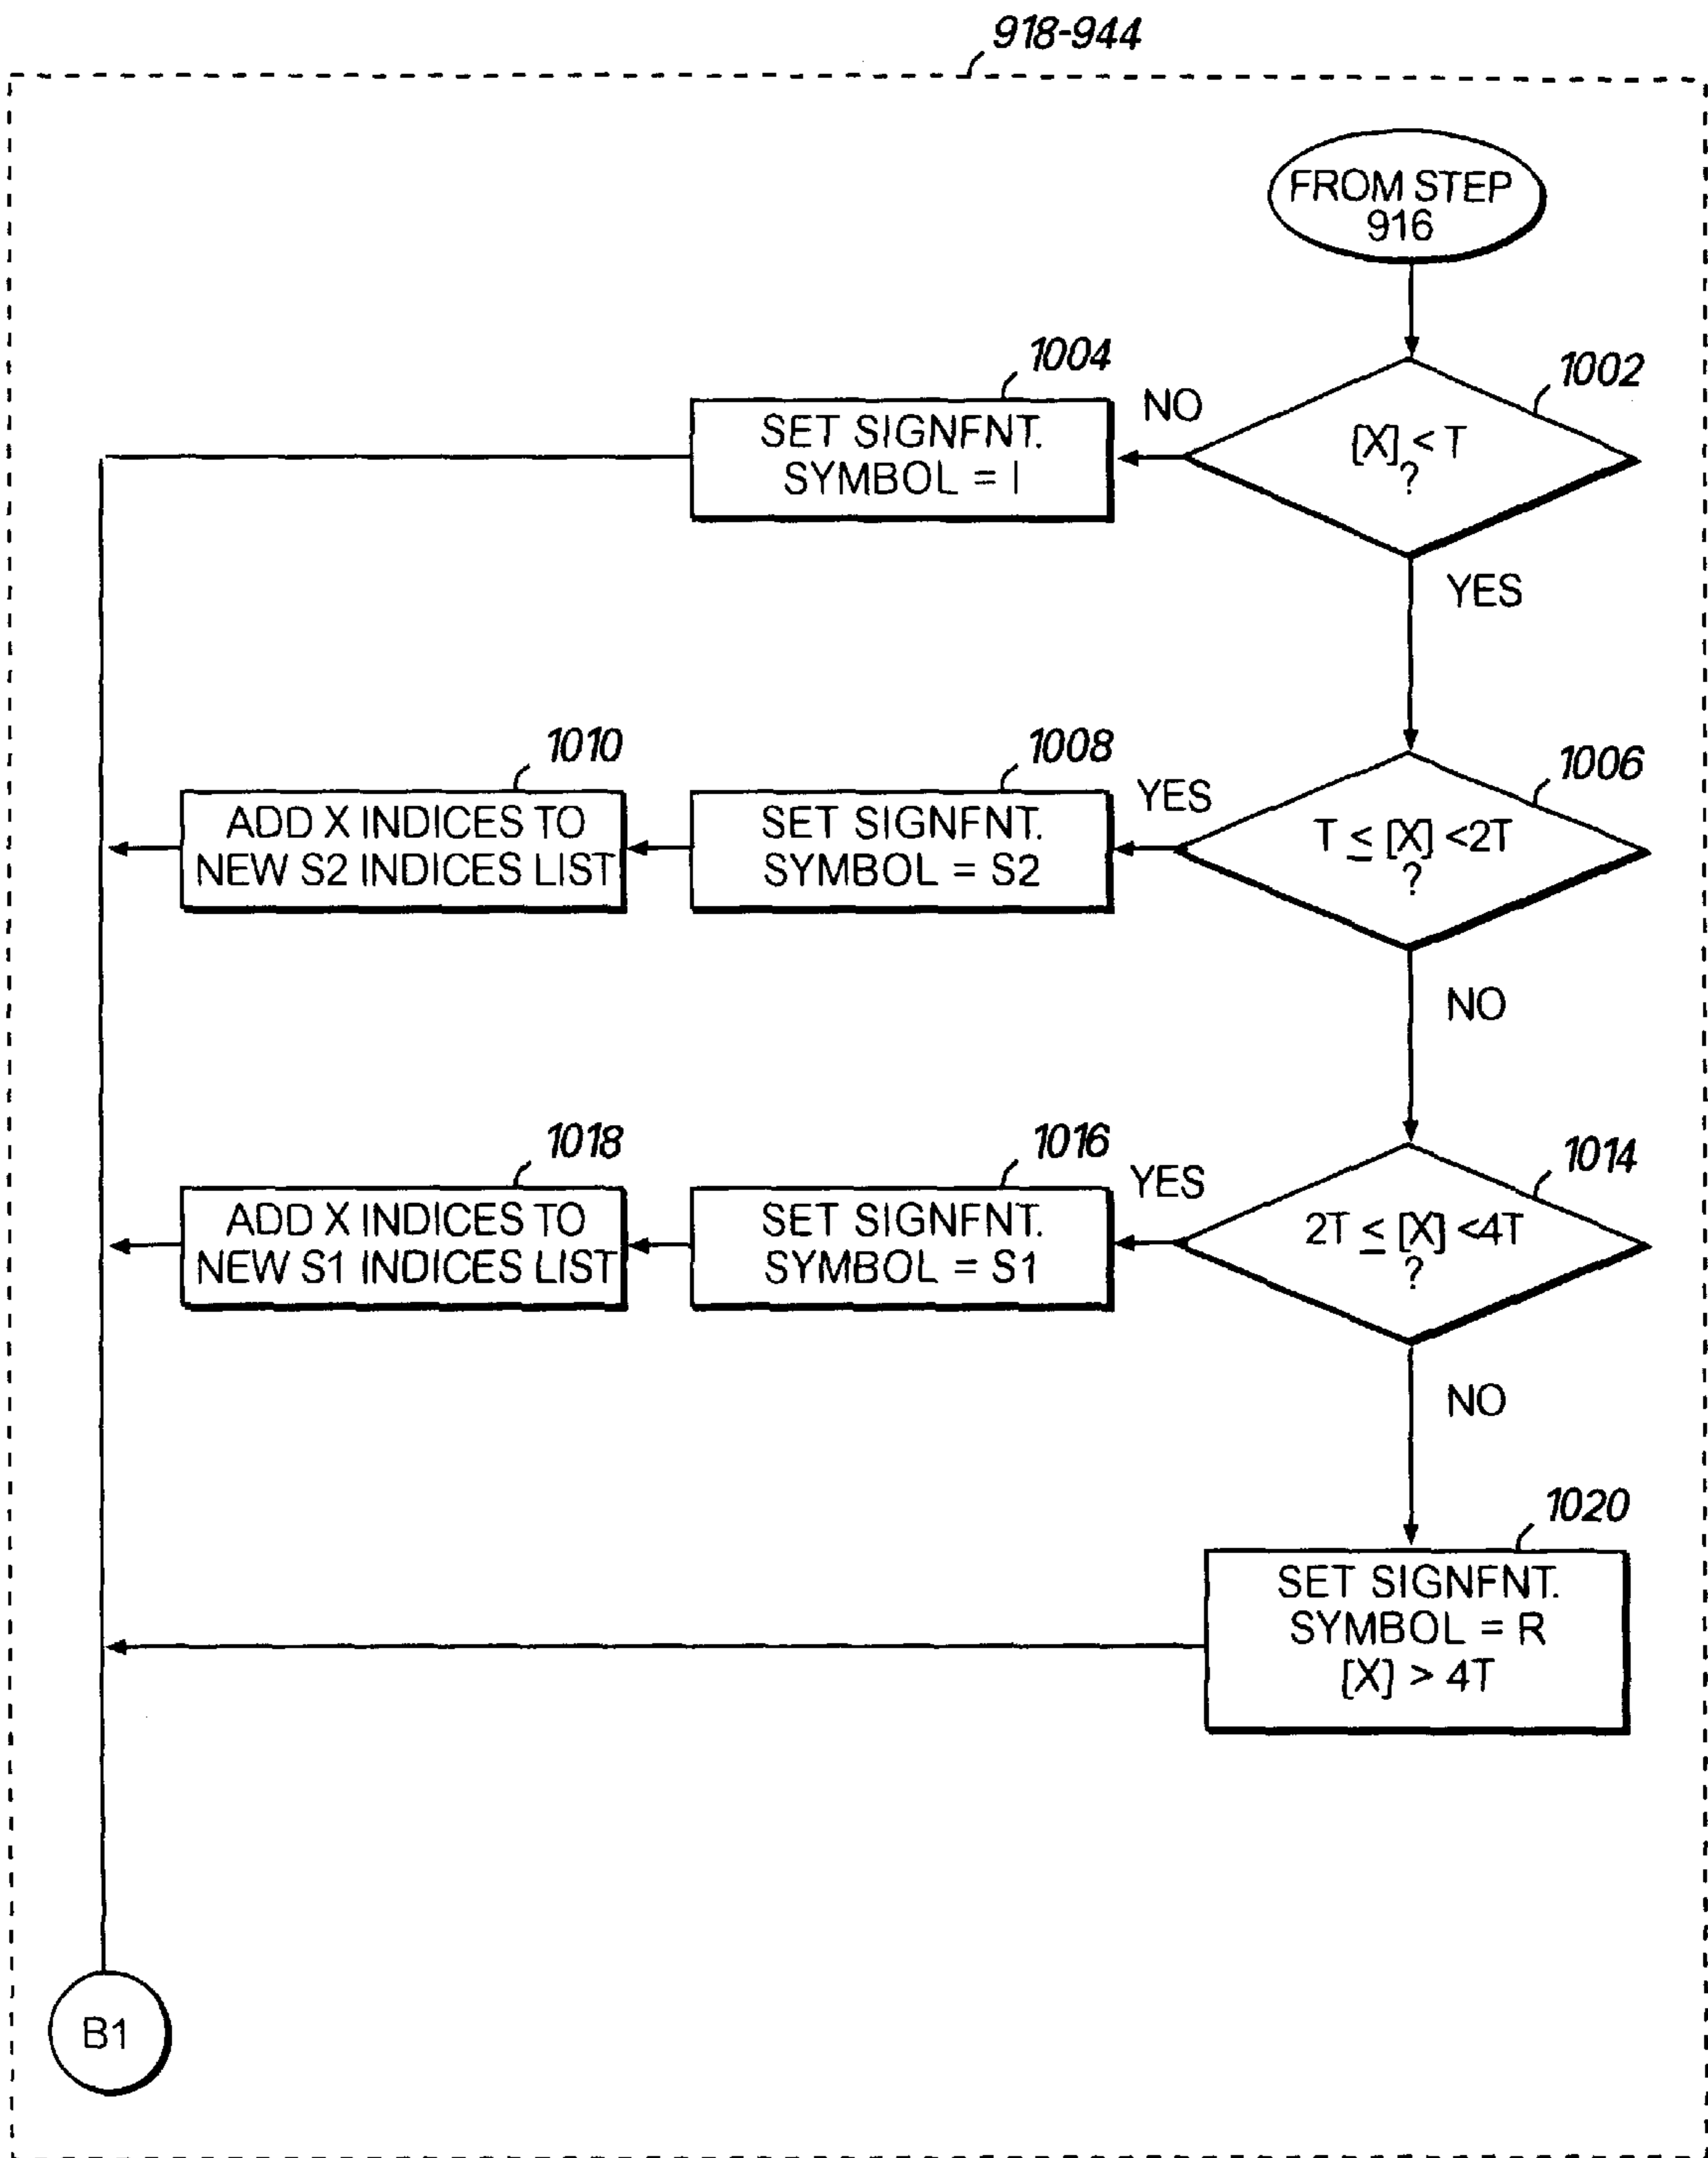 918-944
FROM STEP
916
1002
[X] < T
?
NO
YES
1004
SET SIGNFNT.
SYMBOL = I
1006
T ≤ [X] <2T
?
YES
NO
1008
SET SIGNFNT.
SYMBOL = S2
1010
ADD X INDICES TO
NEW S2 INDICES LIST
1014
2T ≤ [X] <4T
?
YES
NO
1016
SET SIGNFNT.
SYMBOL = S1
1018
ADD X INDICES TO
NEW S1 INDICES LIST
1020
SET SIGNFNT.
SYMBOL = R
[X] > 4T
B1